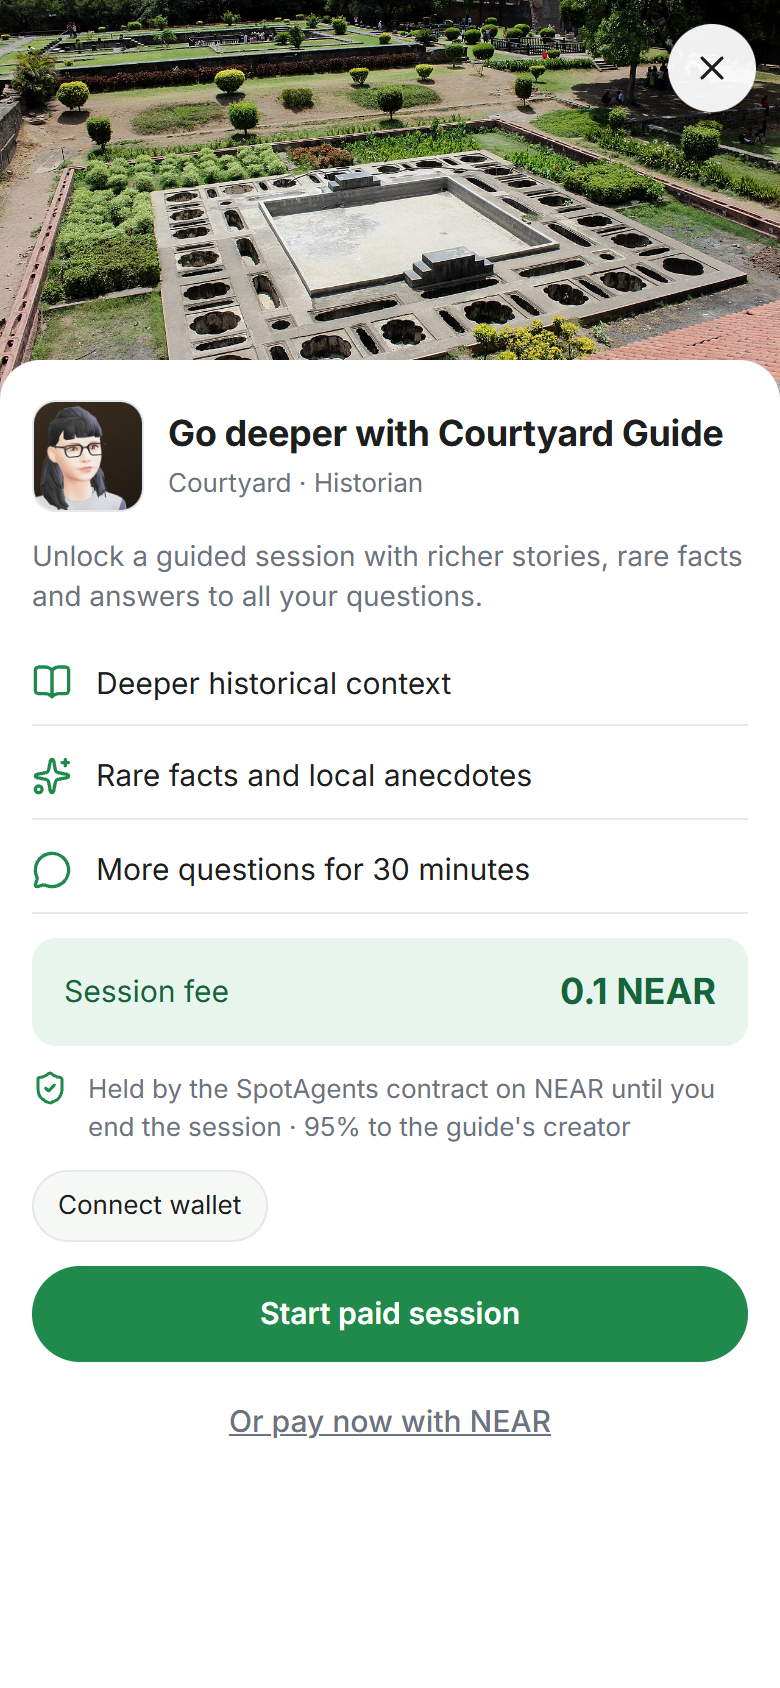 Go deeper with Courtyard Guide
Courtyard · Historian
Unlock a guided session with richer stories, rare facts
and answers to all your questions.
Deeper historical context
Rare facts and local anecdotes
More questions for 30 minutes
Session fee 0.1 NEAR
Held by the SpotAgents contract on NEAR until you
end the session · 95% to the guide's creator
Connect wallet
Start paid session
Or pay now with NEAR